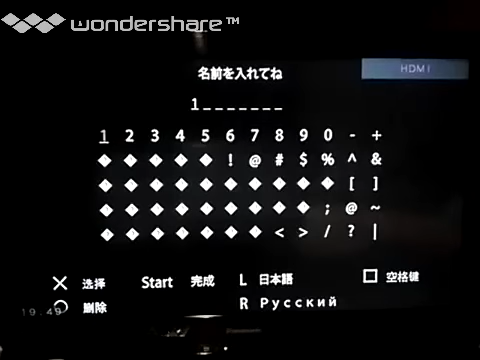 wondershare™
HDMI
名前を入れてね
1_______
1 2 3 4 5 6 7 8 9 0 - +
� � � � � ! @ # $ % ^ &
� � � � � � � � � � [ ]
� � � � � � � � � ; @ ~
� � � � � � � < > / ? |
× 选择 Start 完成 L 日本語 □ 空格键
○ 删除 R Русский
19.49